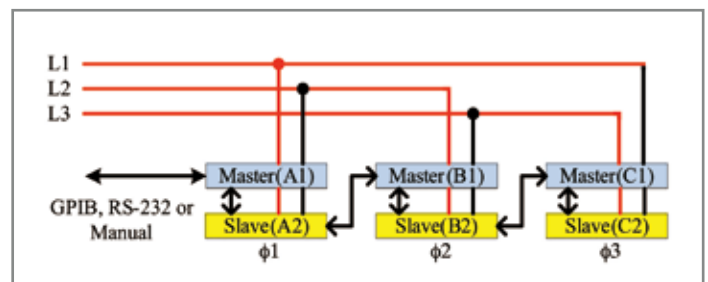 L1
L2
L3
Master(A1) Master(B1) Master(C1)
GPIB, RS-232 or
Manual
Slave(A2) Slave(B2) Slave(C2)
ϕ1 ϕ2 ϕ3